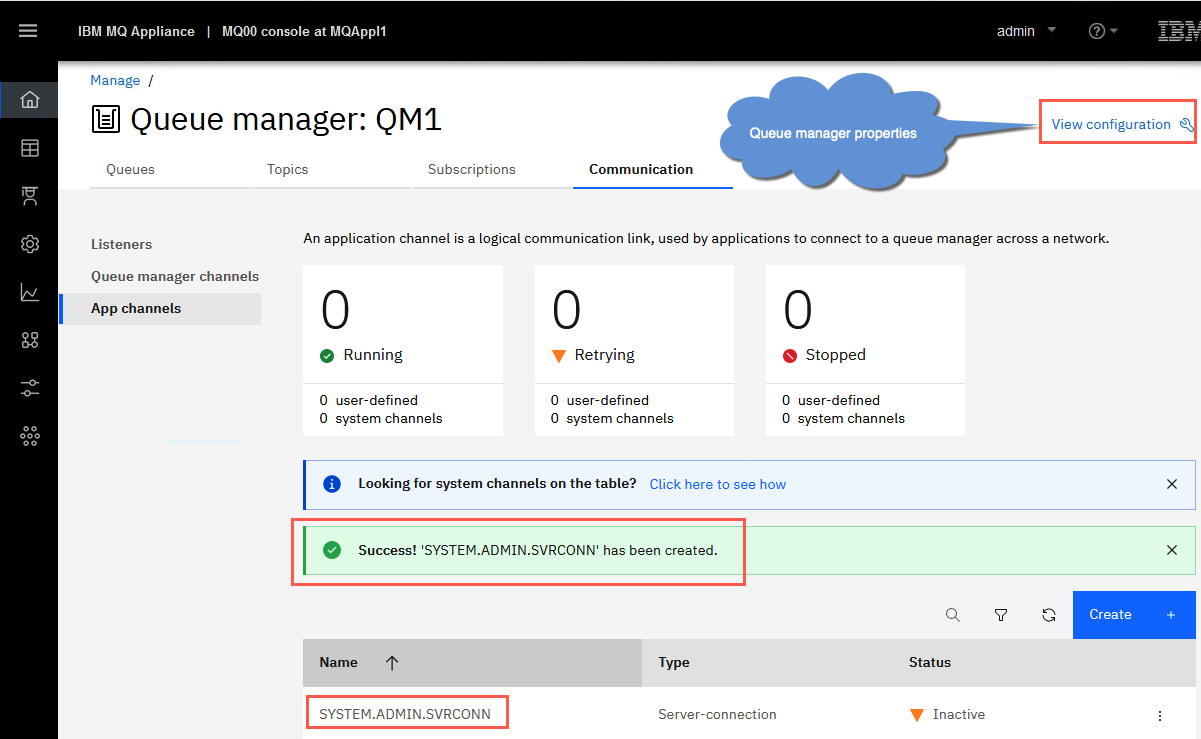 IBM MQ Appliance | MQ00 console at MQAppl1
admin
IBM
Manage /
Queue manager: QM1
Queue manager properties
View configuration
Queues Topics Subscriptions Communication
Listeners
Queue manager channels
App channels
An application channel is a logical communication link, used by applications to connect to a queue manager across a network.
0 0 0
Running Retrying Stopped
0 user-defined 0 user-defined 0 user-defined
0 system channels 0 system channels 0 system channels
Looking for system channels on the table? Click here to see how
Success! 'SYSTEM.ADMIN.SVRCONN' has been created.
Create +
Name Type Status
SYSTEM.ADMIN.SVRCONN Server-connection Inactive